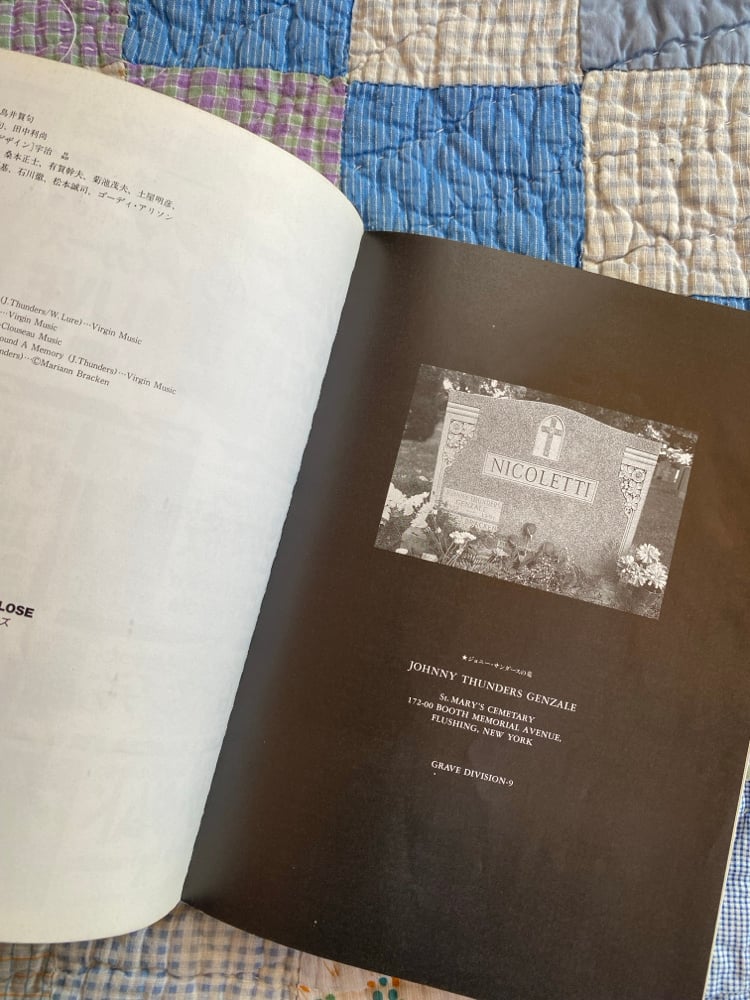 鳥井賀句
句、田中利尚
デザイン]宇治 晶
桑本正士、有賀幹夫、菊池茂夫、土屋明彦、
基、石川徹、松本誠司、ゴーディ・アリソン
(J.Thunders/W.Lure)…Virgin Music
…Virgin Music
Clouseau Music
ound A Memory (J.Thunders)…Virgin Music
nders)…©Mariann Bracken
LOSE
ズ
NICOLETTI
★ジョニー・サンダースの墓
JOHNNY THUNDERS GENZALE
St. MARY'S CEMETARY
172-00 BOOTH MEMORIAL AVENUE,
FLUSHING, NEW YORK
GRAVE DIVISION-9